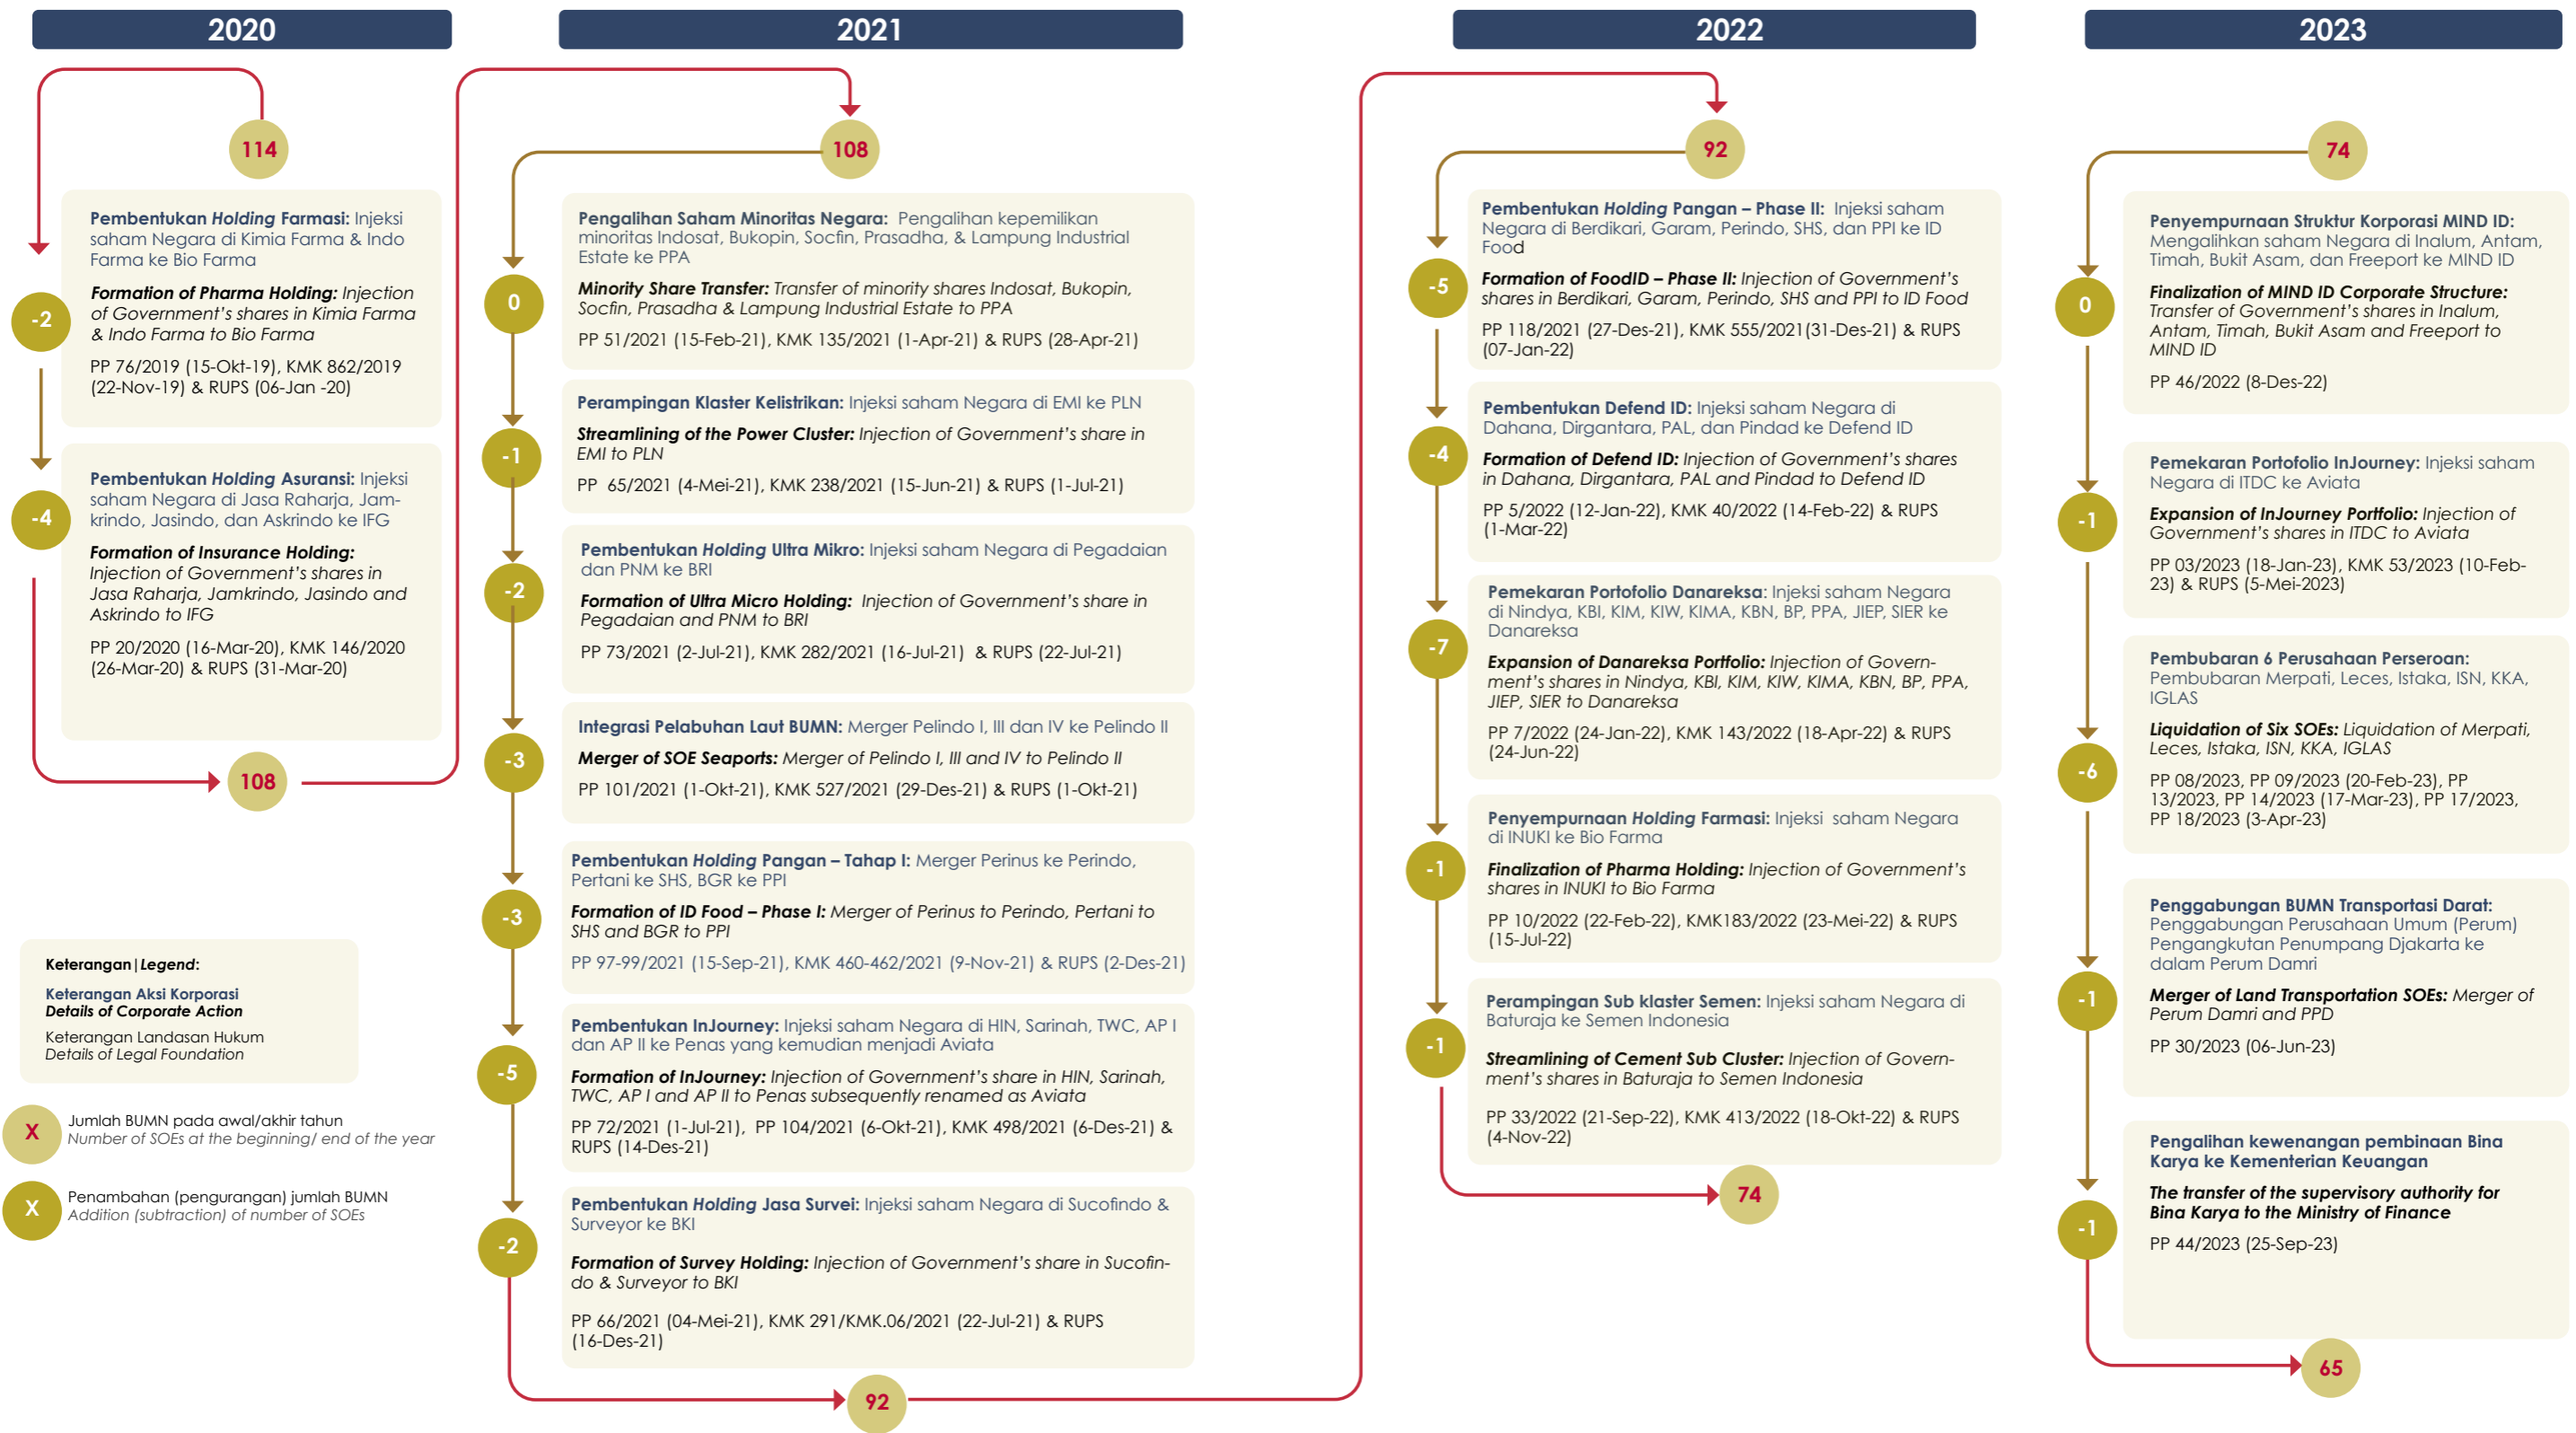 2020
114
-2
Pembentukan Holding Farmasi: Injeksi
saham Negara di Kimia Farma & Indo
Farma ke Bio Farma
Formation of Pharma Holding: Injection
of Government's shares in Kimia Farma
& Indo Farma to Bio Farma
PP 76/2019 (15-Okt-19), KMK 862/2019
(22-Nov-19) & RUPS (06-Jan -20)
-4
Pembentukan Holding Asuransi: Injeksi
saham Negara di Jasa Raharja, Jam-
krindo, Jasindo, dan Askrindo ke IFG
Formation of Insurance Holding:
Injection of Government's shares in
Jasa Raharja, Jamkrindo, Jasindo and
Askrindo to IFG
PP 20/2020 (16-Mar-20), KMK 146/2020
(26-Mar-20) & RUPS (31-Mar-20)
108
Keterangan|Legend:
Keterangan Aksi Korporasi
Details of Corporate Action
Keterangan Landasan Hukum
Details of Legal Foundation
X
Jumlah BUMN pada awal/akhir tahun
Number of SOEs at the beginning/ end of the year
X
Penambahan (pengurangan) jumlah BUMN
Addition (subtraction) of number of SOEs
2021
108
0
Pengalihan Saham Minoritas Negara: Pengalihan kepemilikan
minoritas Indosat, Bukopin, Socfin, Prasadha, & Lampung Industrial
Estate ke PPA
Minority Share Transfer: Transfer of minority shares Indosat, Bukopin,
Socfin, Prasadha & Lampung Industrial Estate to PPA
PP 51/2021 (15-Feb-21), KMK 135/2021 (1-Apr-21) & RUPS (28-Apr-21)
-1
Perampingan Klaster Kelistrikan: Injeksi saham Negara di EMI ke PLN
Streamlining of the Power Cluster: Injection of Government's share in
EMI to PLN
PP 65/2021 (4-Mei-21), KMK 238/2021 (15-Jun-21) & RUPS (1-Jul-21)
-2
Pembentukan Holding Ultra Mikro: Injeksi saham Negara di Pegadaian
dan PNM ke BRI
Formation of Ultra Micro Holding: Injection of Government's share in
Pegadaian and PNM to BRI
PP 73/2021 (2-Jul-21), KMK 282/2021 (16-Jul-21) & RUPS (22-Jul-21)
-3
Integrasi Pelabuhan Laut BUMN: Merger Pelindo I, III dan IV ke Pelindo II
Merger of SOE Seaports: Merger of Pelindo I, III and IV to Pelindo II
PP 101/2021 (1-Okt-21), KMK 527/2021 (29-Des-21) & RUPS (1-Okt-21)
-3
Pembentukan Holding Pangan – Tahap I: Merger Perinus ke Perindo,
Pertani ke SHS, BGR ke PPI
Formation of ID Food – Phase I: Merger of Perinus to Perindo, Pertani to
SHS and BGR to PPI
PP 97-99/2021 (15-Sep-21), KMK 460-462/2021 (9-Nov-21) & RUPS (2-Des-21)
-5
Pembentukan InJourney: Injeksi saham Negara di HIN, Sarinah, TWC, AP I
dan AP II ke Penas yang kemudian menjadi Aviata
Formation of InJourney: Injection of Government's share in HIN, Sarinah,
TWC, AP I and AP II to Penas subsequently renamed as Aviata
PP 72/2021 (1-Jul-21), PP 104/2021 (6-Okt-21), KMK 498/2021 (6-Des-21) &
RUPS (14-Des-21)
-2
Pembentukan Holding Jasa Survei: Injeksi saham Negara di Sucofindo &
Surveyor ke BKI
Formation of Survey Holding: Injection of Government's share in Sucofin-
do & Surveyor to BKI
PP 66/2021 (04-Mei-21), KMK 291/KMK.06/2021 (22-Jul-21) & RUPS
(16-Des-21)
92
2022
92
-5
Pembentukan Holding Pangan – Phase II: Injeksi saham
Negara di Berdikari, Garam, Perindo, SHS, dan PPI ke ID
Food
Formation of FoodID – Phase II: Injection of Government's
shares in Berdikari, Garam, Perindo, SHS and PPI to ID Food
PP 118/2021 (27-Des-21), KMK 555/2021(31-Des-21) & RUPS
(07-Jan-22)
-4
Pembentukan Defend ID: Injeksi saham Negara di
Dahana, Dirgantara, PAL, dan Pindad ke Defend ID
Formation of Defend ID: Injection of Government's shares
in Dahana, Dirgantara, PAL and Pindad to Defend ID
PP 5/2022 (12-Jan-22), KMK 40/2022 (14-Feb-22) & RUPS
(1-Mar-22)
-7
Pemekaran Portofolio Danareksa: Injeksi saham Negara
di Nindya, KBI, KIM, KIW, KIMA, KBN, BP, PPA, JIEP, SIER ke
Danareksa
Expansion of Danareksa Portfolio: Injection of Govern-
ment's shares in Nindya, KBI, KIM, KIW, KIMA, KBN, BP, PPA,
JIEP, SIER to Danareksa
PP 7/2022 (24-Jan-22), KMK 143/2022 (18-Apr-22) & RUPS
(24-Jun-22)
-1
Penyempurnaan Holding Farmasi: Injeksi saham Negara
di INUKI ke Bio Farma
Finalization of Pharma Holding: Injection of Government's
shares in INUKI to Bio Farma
PP 10/2022 (22-Feb-22), KMK183/2022 (23-Mei-22) & RUPS
(15-Jul-22)
-1
Perampingan Sub klaster Semen: Injeksi saham Negara di
Baturaja ke Semen Indonesia
Streamlining of Cement Sub Cluster: Injection of Govern-
ment's shares in Baturaja to Semen Indonesia
PP 33/2022 (21-Sep-22), KMK 413/2022 (18-Okt-22) & RUPS
(4-Nov-22)
74
2023
74
0
Penyempurnaan Struktur Korporasi MIND ID:
Mengalihkan saham Negara di Inalum, Antam,
Timah, Bukit Asam, dan Freeport ke MIND ID
Finalization of MIND ID Corporate Structure:
Transfer of Government's shares in Inalum,
Antam, Timah, Bukit Asam and Freeport to
MIND ID
PP 46/2022 (8-Des-22)
-1
Pemekaran Portofolio InJourney: Injeksi saham
Negara di ITDC ke Aviata
Expansion of InJourney Portfolio: Injection of
Government's shares in ITDC to Aviata
PP 03/2023 (18-Jan-23), KMK 53/2023 (10-Feb-
23) & RUPS (5-Mei-2023)
-6
Pembubaran 6 Perusahaan Perseroan:
Pembubaran Merpati, Leces, Istaka, ISN, KKA,
IGLAS
Liquidation of Six SOEs: Liquidation of Merpati,
Leces, Istaka, ISN, KKA, IGLAS
PP 08/2023, PP 09/2023 (20-Feb-23), PP
13/2023, PP 14/2023 (17-Mar-23), PP 17/2023,
PP 18/2023 (3-Apr-23)
-1
Penggabungan BUMN Transportasi Darat:
Penggabungan Perusahaan Umum (Perum)
Pengangkutan Penumpang Djakarta ke
dalam Perum Damri
Merger of Land Transportation SOEs: Merger of
Perum Damri and PPD
PP 30/2023 (06-Jun-23)
-1
Pengalihan kewenangan pembinaan Bina
Karya ke Kementerian Keuangan
The transfer of the supervisory authority for
Bina Karya to the Ministry of Finance
PP 44/2023 (25-Sep-23)
65